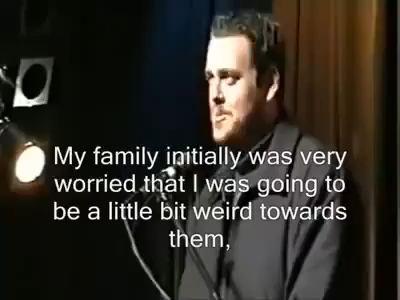 My family initially was very
worried that I was going to
be a little bit weird towards
them,